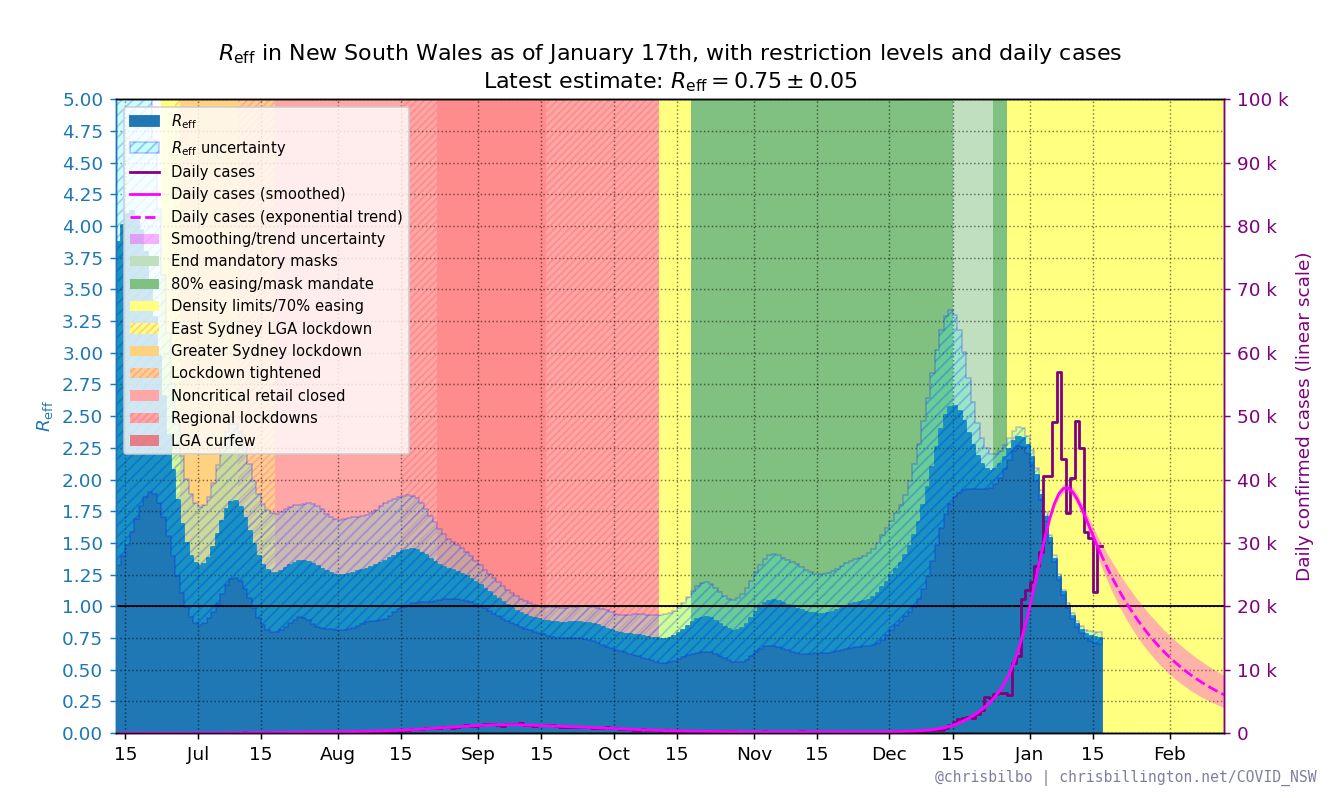 R_eff in New South Wales as of January 17th, with restriction levels and daily cases
Latest estimate: R_eff = 0.75 ± 0.05
5.00
4.75
4.50
4.25
4.00
3.75
3.50
3.25
3.00
2.75
2.50
2.25
2.00
1.75
1.50
1.25
1.00
0.75
0.50
0.25
0.00
R_eff
R_eff
R_eff uncertainty
Daily cases
Daily cases (smoothed)
Daily cases (exponential trend)
Smoothing/trend uncertainty
End mandatory masks
80% easing/mask mandate
Density limits/70% easing
East Sydney LGA lockdown
Greater Sydney lockdown
Lockdown tightened
Noncritical retail closed
Regional lockdowns
LGA curfew
100 k
90 k
80 k
70 k
60 k
50 k
40 k
30 k
20 k
10 k
0
Daily confirmed cases (linear scale)
15 Jul 15 Aug 15 Sep 15 Oct 15 Nov 15 Dec 15 Jan 15 Feb
@chrisbilbo | chrisbillington.net/COVID_NSW